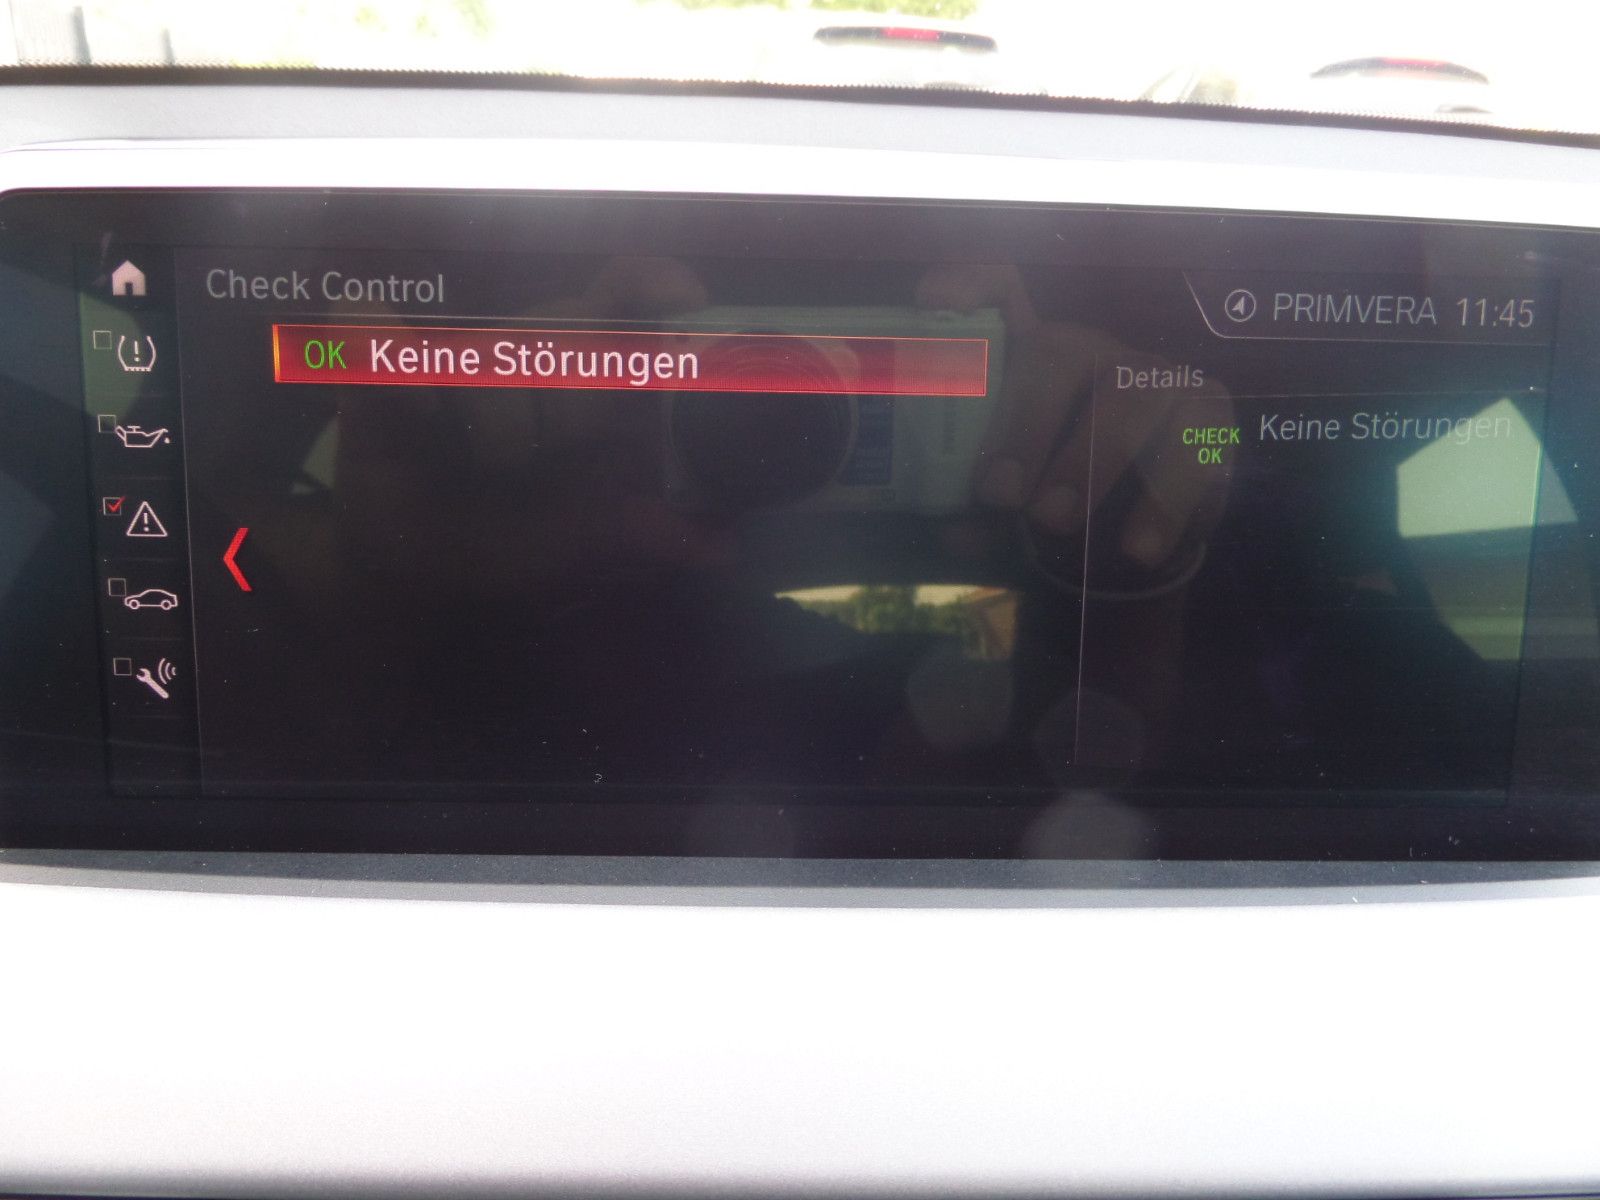 Check Control
PRIMVERA 11:45
OK Keine Störungen
Details
CHECK
OK
Keine Störungen